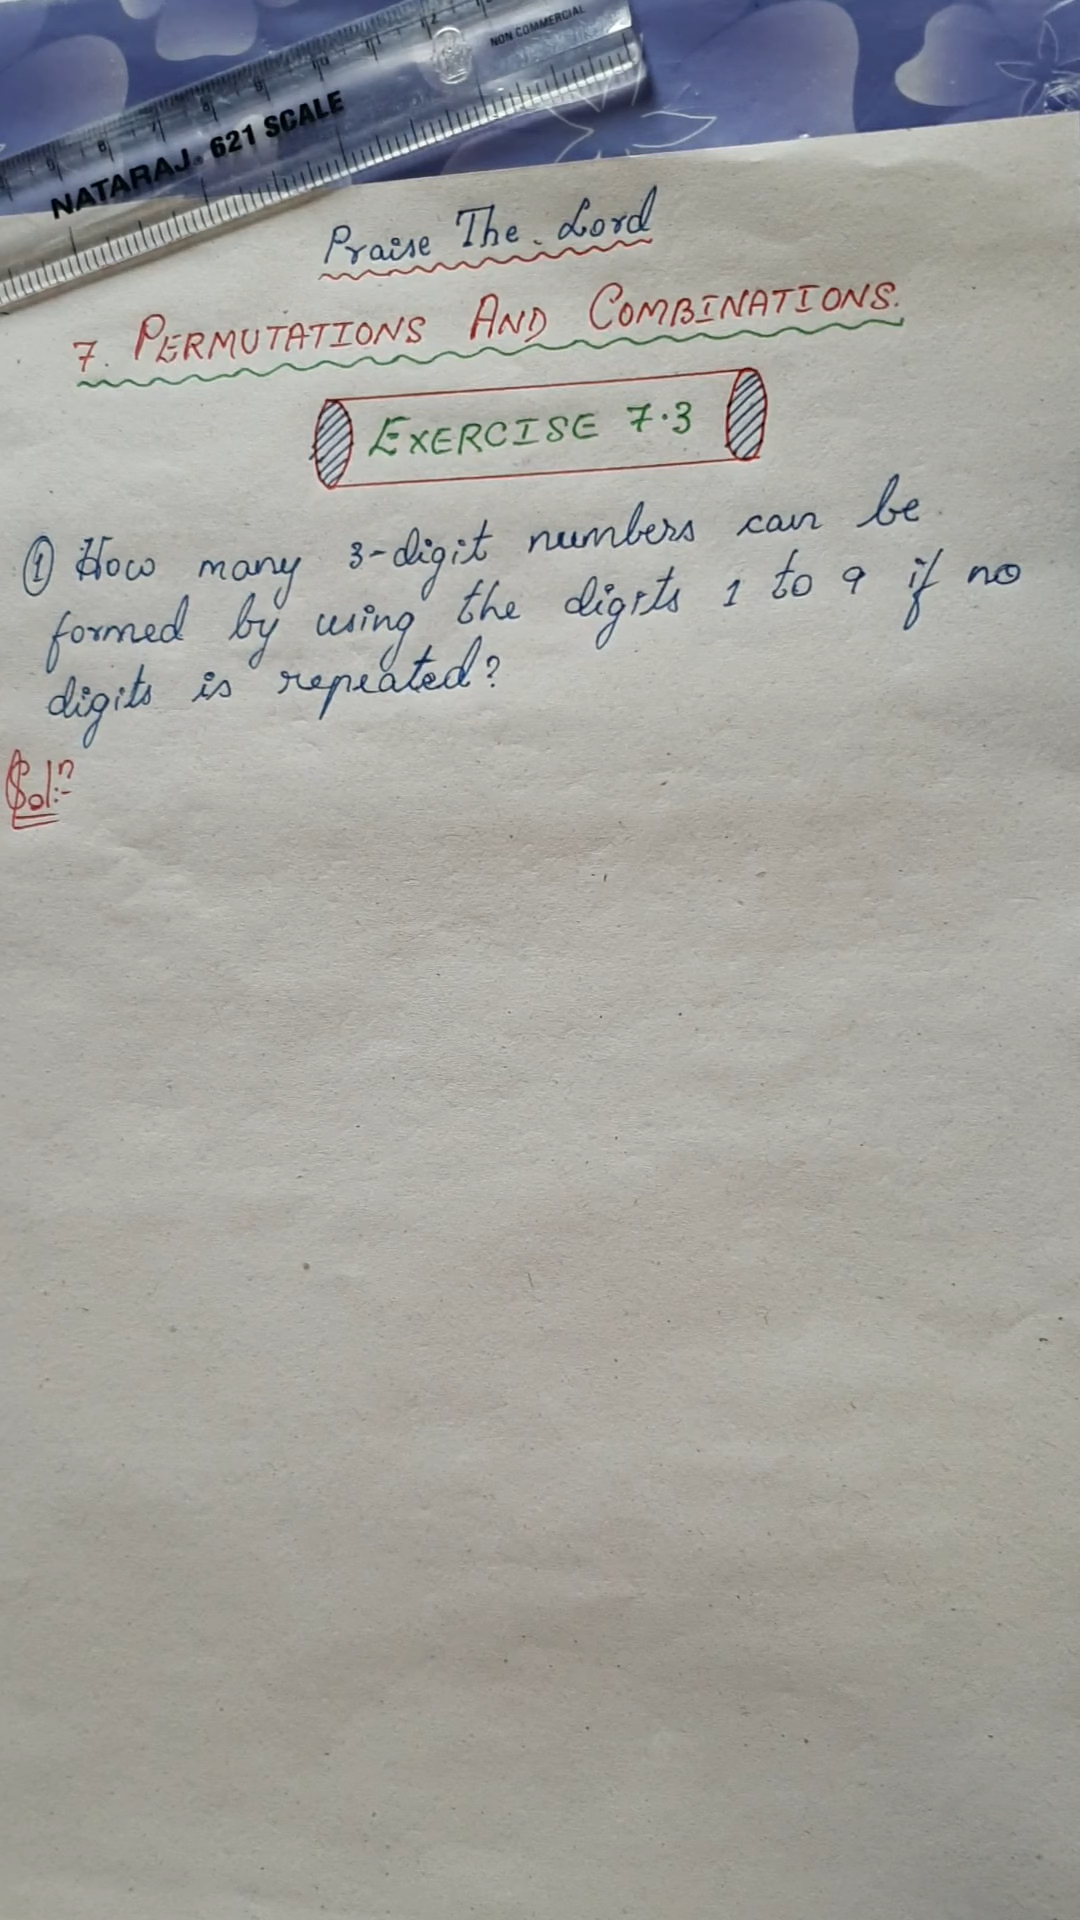 NON COMMERCIAL
NATARAJ. 621 SCALE
Praise The Lord
7. PERMUTATIONS AND COMBINATIONS.
EXERCISE 7.3
① How many 3-digit numbers can be
formed by using the digits 1 to 9 if no
digits is repeated?
Sol:n-